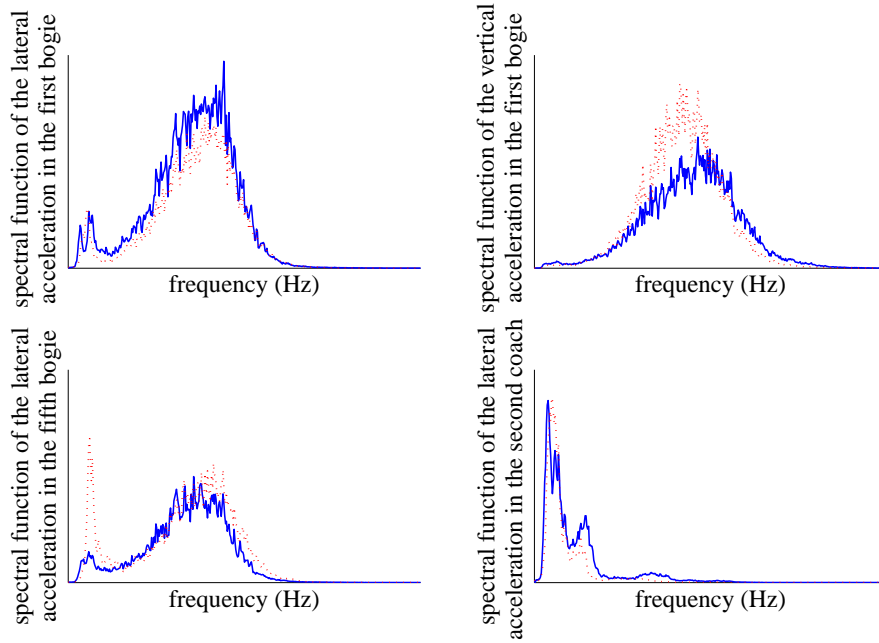 spectral function of the lateral
acceleration in the first bogie
frequency (Hz)
spectral function of the vertical
acceleration in the first bogie
frequency (Hz)
spectral function of the lateral
acceleration in the fifth bogie
frequency (Hz)
spectral function of the lateral
acceleration in the second coach
frequency (Hz)